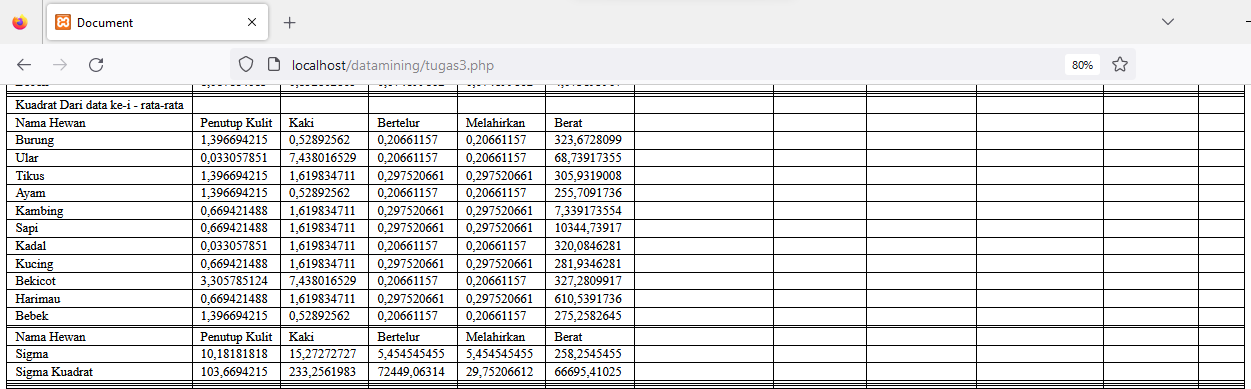 Document
localhost/datamining/tugas3.php
80%
Kuadrat Dari data ke-i - rata-rata
Nama Hewan Penutup Kulit Kaki Bertelur Melahirkan Berat
Burung 1,396694215 0,52892562 0,20661157 0,20661157 323,6728099
Ular 0,033057851 7,438016529 0,20661157 0,20661157 68,73917355
Tikus 1,396694215 1,619834711 0,297520661 0,297520661 305,9319008
Ayam 1,396694215 0,52892562 0,20661157 0,20661157 255,7091736
Kambing 0,669421488 1,619834711 0,297520661 0,297520661 7,339173554
Sapi 0,669421488 1,619834711 0,297520661 0,297520661 10344,73917
Kadal 0,033057851 1,619834711 0,20661157 0,20661157 320,0846281
Kucing 0,669421488 1,619834711 0,297520661 0,297520661 281,9346281
Bekicot 3,305785124 7,438016529 0,20661157 0,20661157 327,2809917
Harimau 0,669421488 1,619834711 0,297520661 0,297520661 610,5391736
Bebek 1,396694215 0,52892562 0,20661157 0,20661157 275,2582645
Nama Hewan Penutup Kulit Kaki Bertelur Melahirkan Berat
Sigma 10,18181818 15,27272727 5,454545455 5,454545455 258,2545455
Sigma Kuadrat 103,6694215 233,2561983 72449,06314 29,75206612 66695,41025